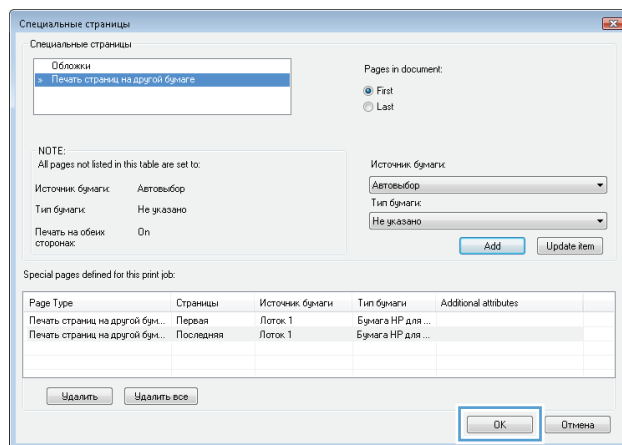 Специальные страницы
Специальные страницы
Обложки
» Печать страниц на другой бумаге
Pages in document:
First
Last
NOTE:
All pages not listed in this table are set to:
Источник бумаги: Автовыбор
Тип бумаги: Не указано
Печать на обеих сторонах: On
Источник бумаги:
Автовыбор
Тип бумаги:
Не указано
Add Update item
Special pages defined for this print job:
Page Type Страницы Источник бумаги Тип бумаги Additional attributes
Печать страниц на другой бум... Первая Лоток 1 Бумага HP для ...
Печать страниц на другой бум... Последняя Лоток 1 Бумага HP для ...
Удалить Удалить все
OK Отмена